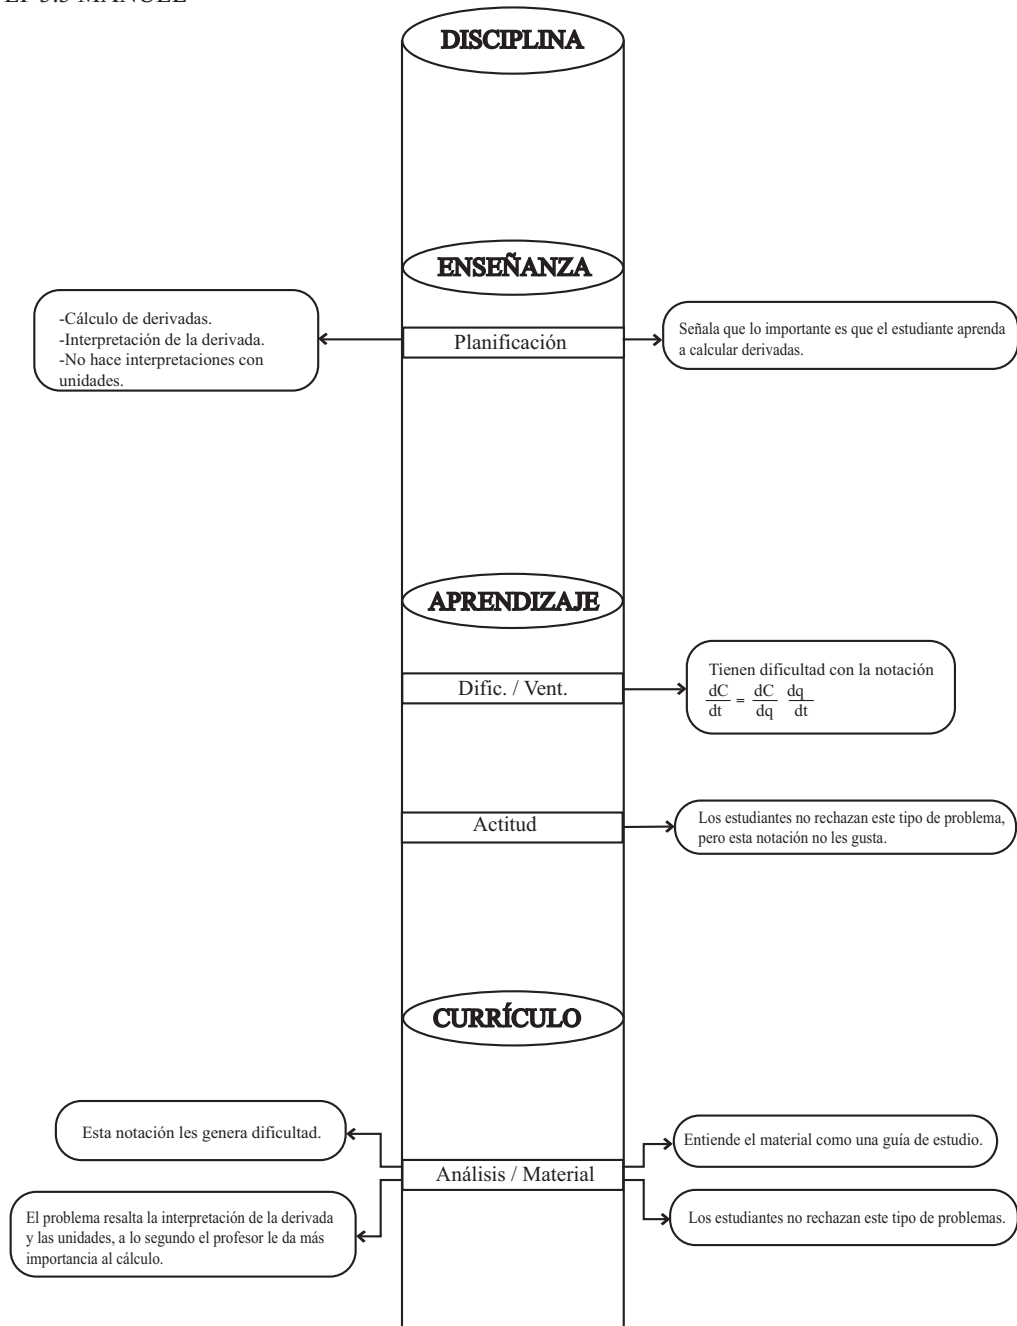 DISCIPLINA
ENSEÑANZA
-Cálculo de derivadas.
-Interpretación de la derivada.
-No hace interpretaciones con
unidades.
Planificación
Señala que lo importante es que el estudiante aprenda
a calcular derivadas.
APRENDIZAJE
Dific. / Vent.
Tienen dificultad con la notación
dC/dt = dC/dq dq/dt
Actitud
Los estudiantes no rechazan este tipo de problema,
pero esta notación no les gusta.
CURRÍCULO
Esta notación les genera dificultad.
Entiende el material como una guía de estudio.
Análisis / Material
El problema resalta la interpretación de la derivada
y las unidades, a lo segundo el profesor le da más
importancia al cálculo.
Los estudiantes no rechazan este tipo de problemas.